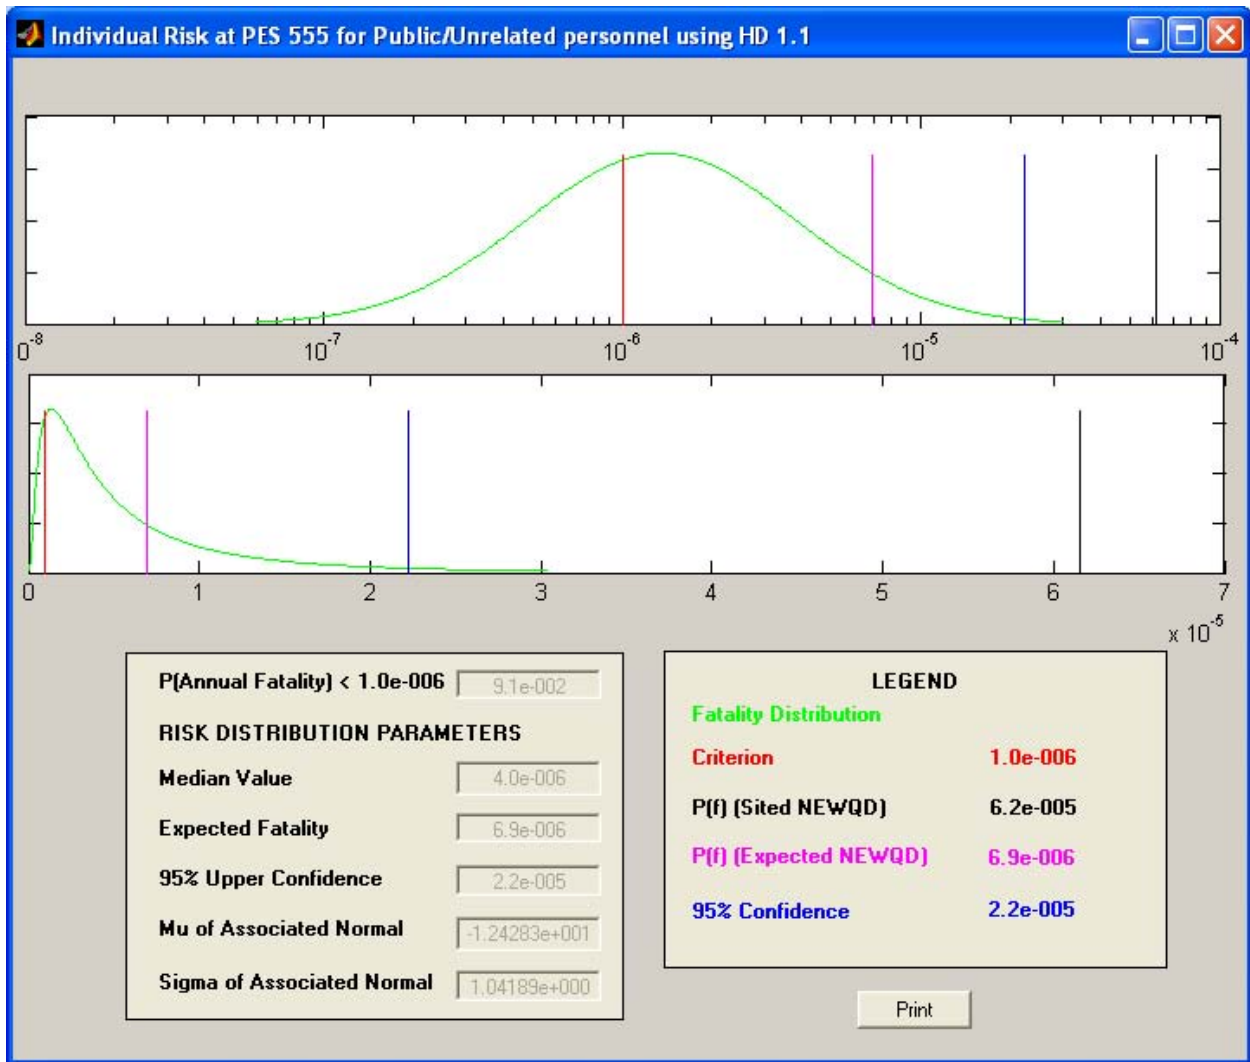 Individual Risk at PES 555 for Public/Unrelated personnel using HD 1.1
0⁻⁸ 10⁻⁷ 10⁻⁶ 10⁻⁵ 10⁻⁴
0 1 2 3 4 5 6 7
x 10⁻⁵
P(Annual Fatality) < 1.0e-006 9.1e-002
RISK DISTRIBUTION PARAMETERS
Median Value 4.0e-006
Expected Fatality 6.9e-006
95% Upper Confidence 2.2e-005
Mu of Associated Normal -1.24283e+001
Sigma of Associated Normal 1.04189e+000
LEGEND
Fatality Distribution
Criterion 1.0e-006
P(f) (Sited NEWQD) 6.2e-005
P(f) (Expected NEWQD) 6.9e-006
95% Confidence 2.2e-005
Print